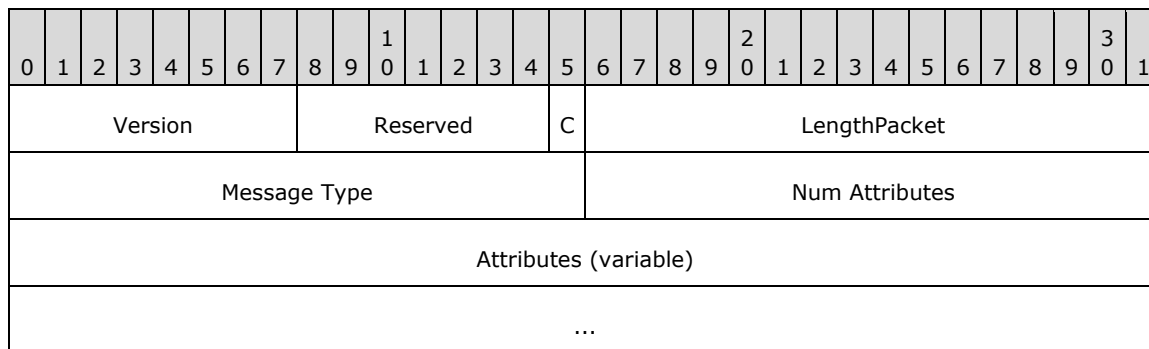 1 2 3
0 1 2 3 4 5 6 7 8 9 0 1 2 3 4 5 6 7 8 9 0 1 2 3 4 5 6 7 8 9 0 1
Version Reserved C LengthPacket
Message Type Num Attributes
Attributes (variable)
...